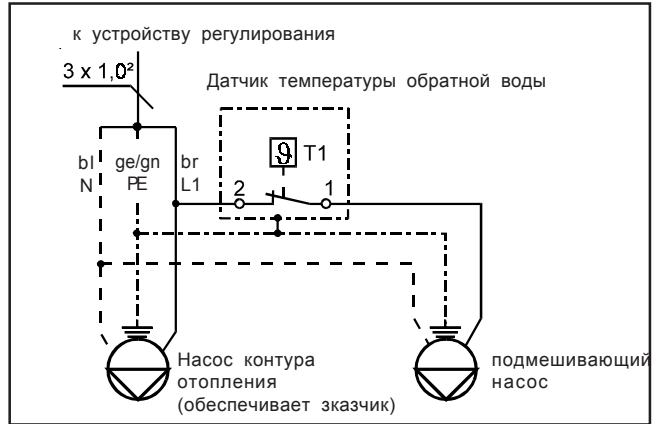 к устройству регулирования
3 x 1,0²
Датчик температуры обратной воды
ϑ T1
bl ge/gn br
N PE L1
2 1
Насос контура
отопления
(обеспечивает зказчик)
подмешивающий
насос